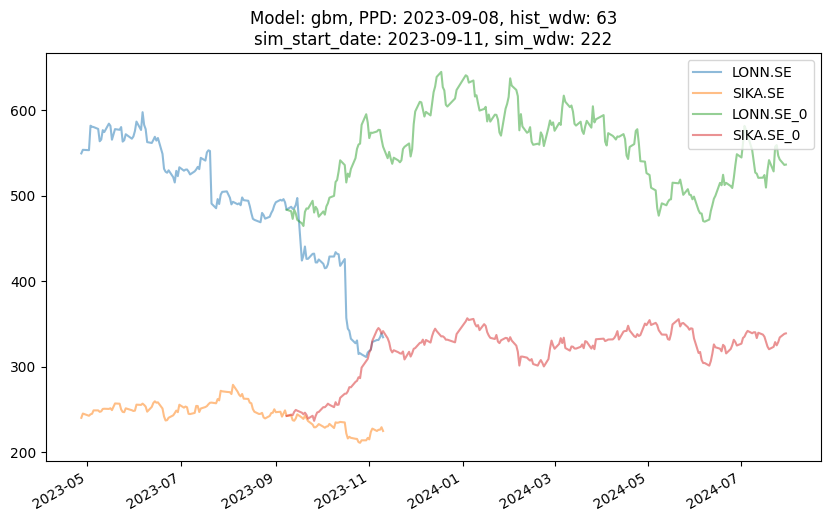 Model: gbm, PPD: 2023-09-08, hist_wdw: 63
sim_start_date: 2023-09-11, sim_wdw: 222
LONN.SE
SIKA.SE
LONN.SE_0
SIKA.SE_0
600
500
400
300
200
2023-05
2023-07
2023-09
2023-11
2024-01
2024-03
2024-05
2024-07